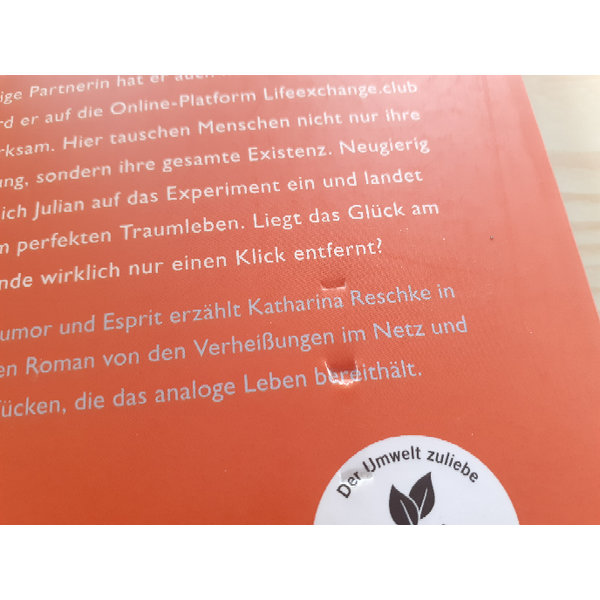 ige Partnerin hat er auch
rd er auf die Online-Platform Lifeexchange.club
rksam. Hier tauschen Menschen nicht nur ihre
ung, sondern ihre gesamte Existenz. Neugierig
ich Julian auf das Experiment ein und landet
m perfekten Traumleben. Liegt das Glück am
nde wirklich nur einen Klick entfernt?
umor und Esprit erzählt Katharina Reschke in
en Roman von den Verheißungen im Netz und
ücken, die das analoge Leben bereithält.
Der Umwelt zuliebe